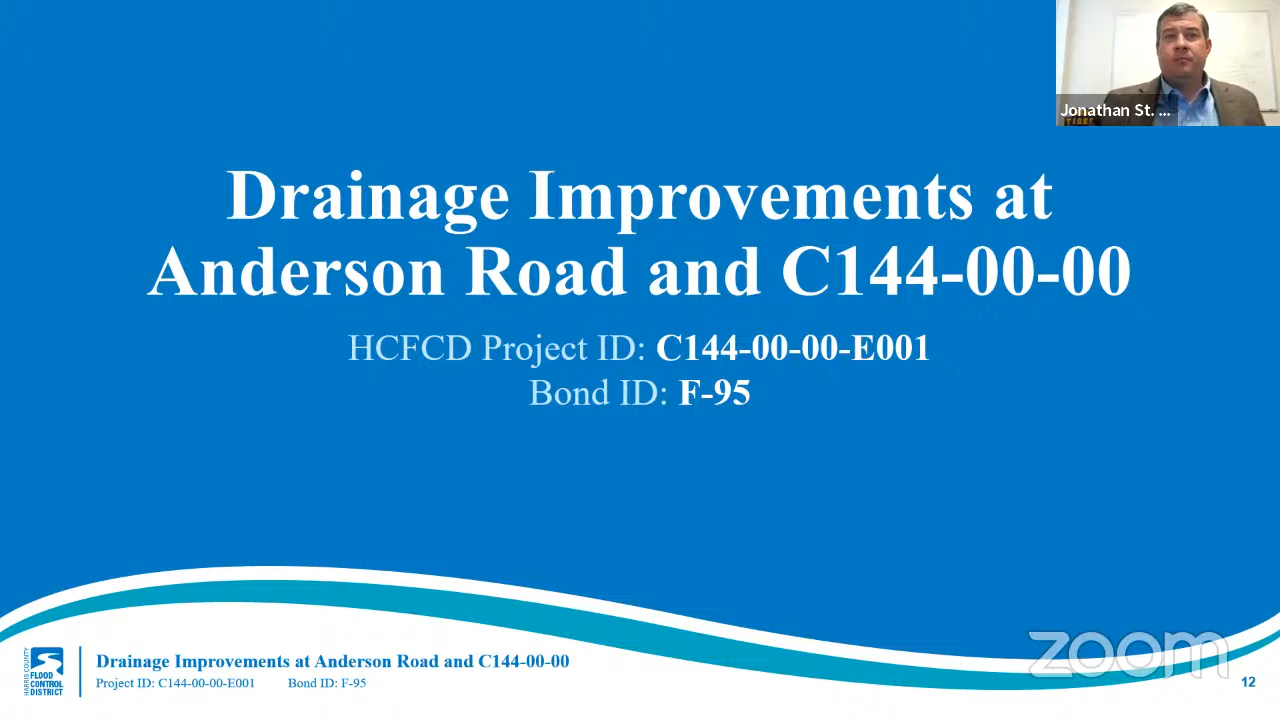 Jonathan St. ...
Drainage Improvements at
Anderson Road and C144-00-00
HCFCD Project ID: C144-00-00-E001
Bond ID: F-95
zoom
HARRIS COUNTY
FLOOD
CONTROL
DISTRICT
Drainage Improvements at Anderson Road and C144-00-00
Project ID: C144-00-00-E001 Bond ID: F-95
12